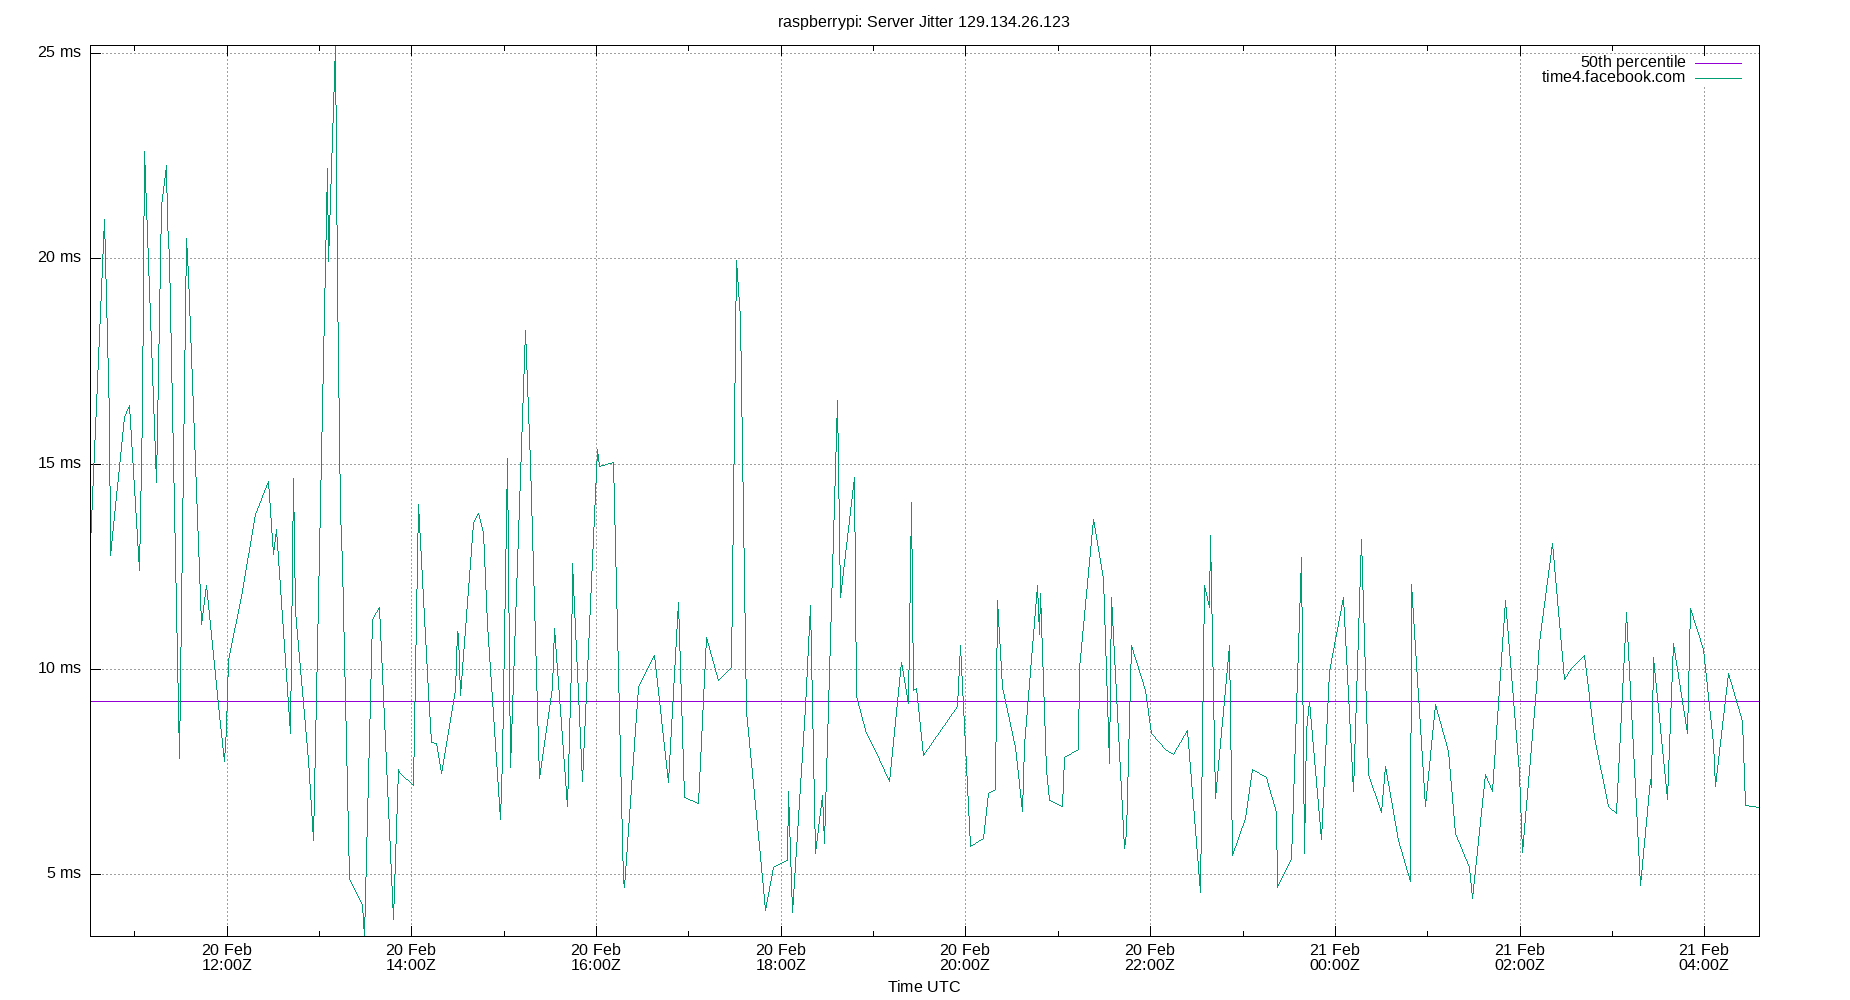 raspberrypi: Server Jitter 129.134.26.123
25 ms
20 ms
15 ms
10 ms
5 ms
50th percentile
time4.facebook.com
20 Feb
12:00Z
20 Feb
14:00Z
20 Feb
16:00Z
20 Feb
18:00Z
20 Feb
20:00Z
20 Feb
22:00Z
21 Feb
00:00Z
21 Feb
02:00Z
21 Feb
04:00Z
Time UTC